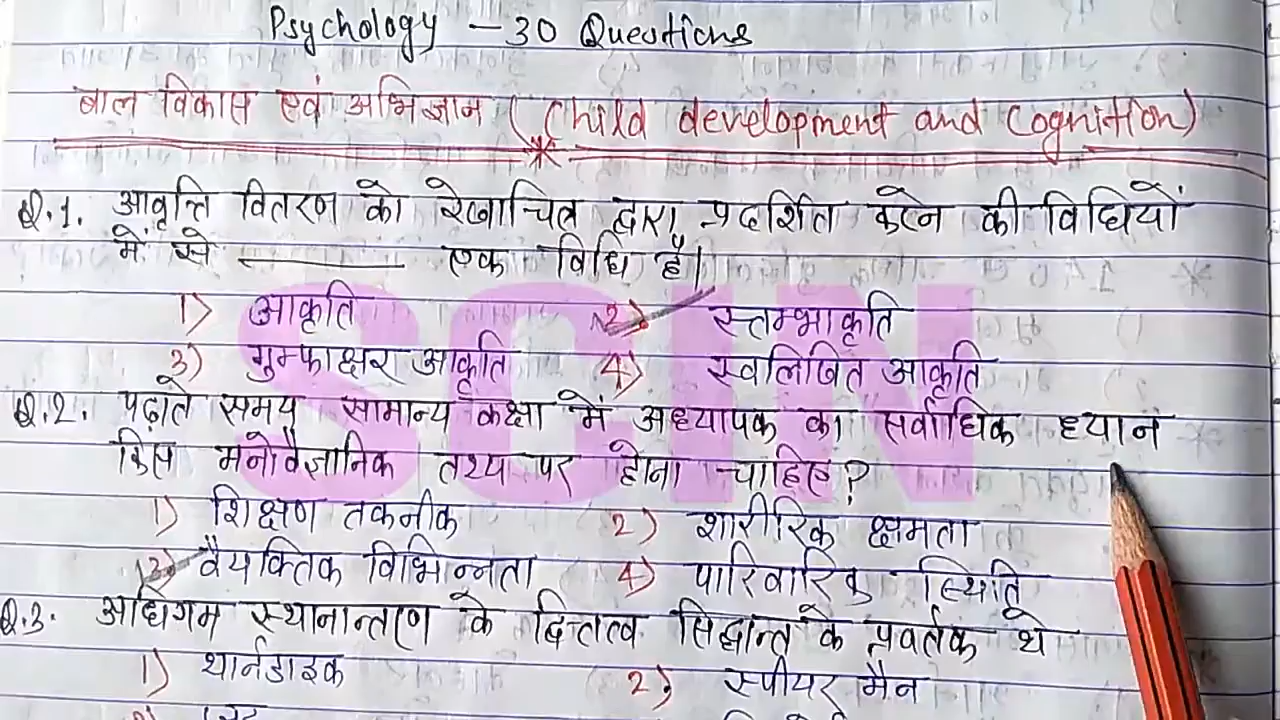 Psychology — 30 Questions
बाल विकास एवं अभिज्ञान (Child development and Cognition)
Q.1. आवृत्ति वितरण को रेखाचित्र द्वारा प्रदर्शित करने की विधियों
में से ______ एक विधि है।
1) आकृति 2) स्तम्भाकृति
3) गुम्फाक्षर आकृति 4) स्वलिखित आकृति
Q.2. पढ़ाते समय सामान्य कक्षा में अध्यापक का सर्वाधिक ध्यान
किस मनोवैज्ञानिक तथ्य पर होना चाहिए?
1) शिक्षण तकनीक 2) शारीरिक क्षमता
3) वैयक्तिक विभिन्नता 4) पारिवारिक स्थिति
Q.3. अधिगम स्थानान्तरण के द्वितत्व सिद्धान्त के प्रवर्तक थे
1) थार्नडाइक 2) स्पीयर मैन
SCIN